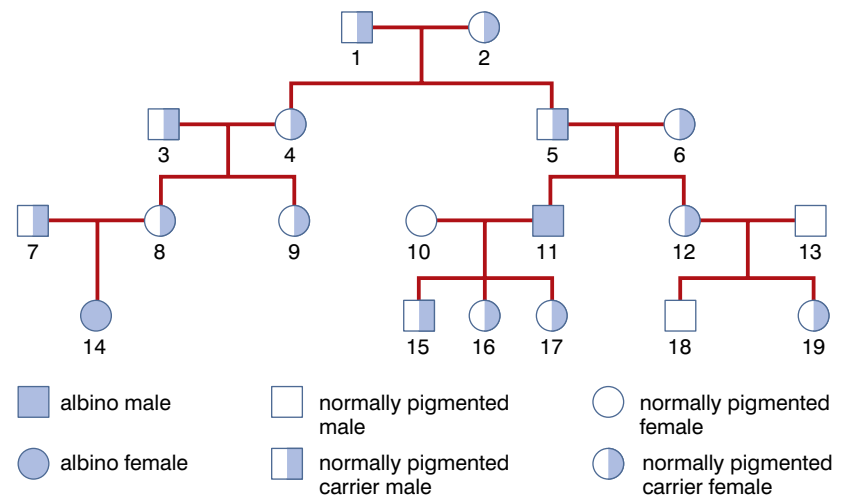 1 2
3 4 5 6
7 8 9 10 11 12 13
14 15 16 17 18 19
albino male
normally pigmented
male
normally pigmented
female
albino female
normally pigmented
carrier male
normally pigmented
carrier female